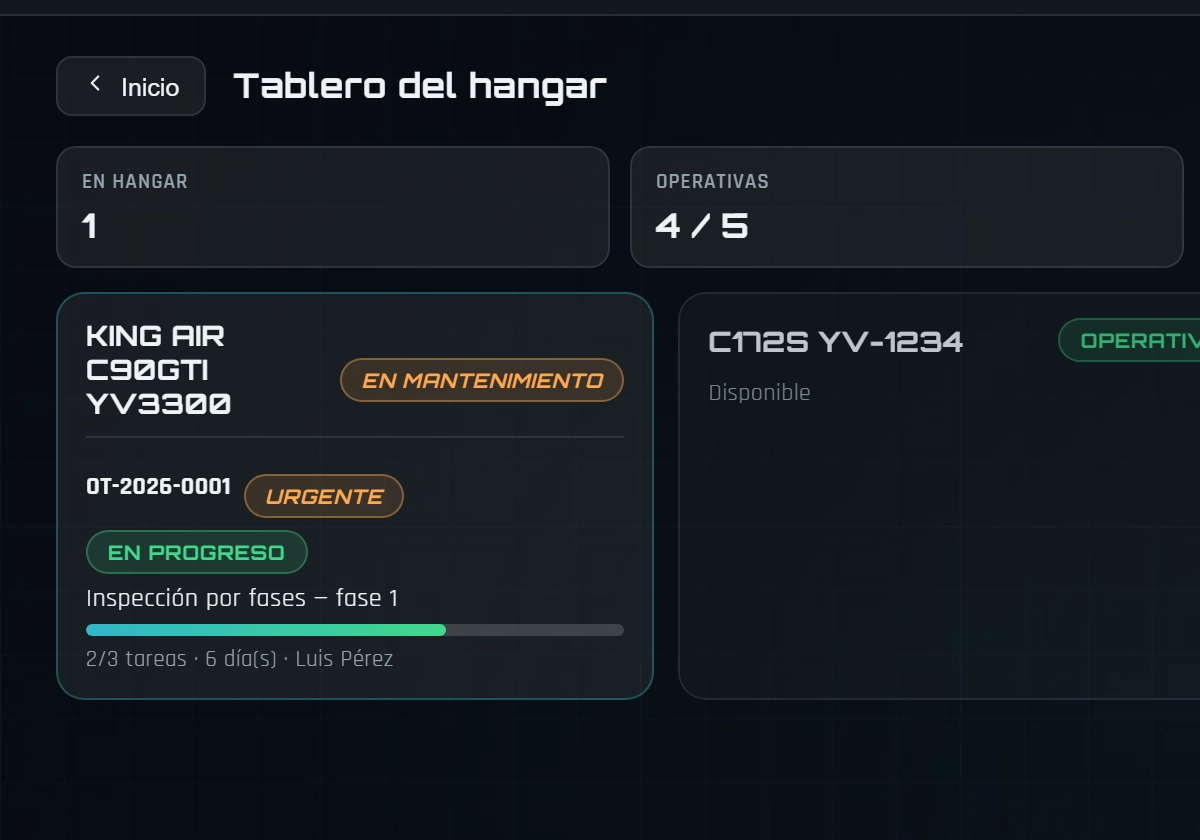 Inicio
Tablero del hangar
EN HANGAR
1
OPERATIVAS
4 / 5
KING AIR
C90GTI
YV3300
EN MANTENIMIENTO
OT-2026-0001
URGENTE
EN PROGRESO
Inspección por fases — fase 1
2/3 tareas · 6 día(s) · Luis Pérez
C172S YV-1234
OPERATIV
Disponible